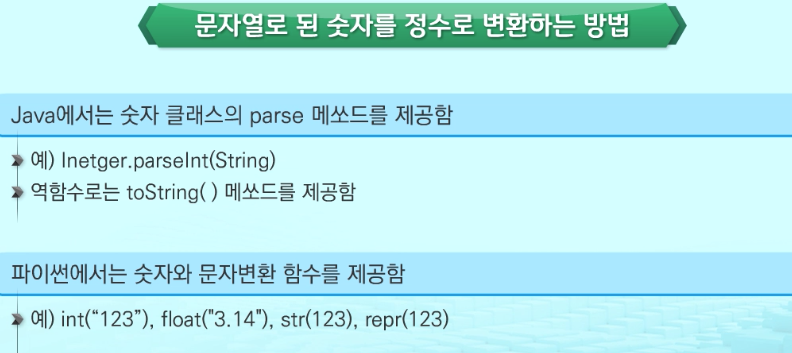 문자열로 된 숫자를 정수로 변환하는 방법
Java에서는 숫자 클래스의 parse 메쏘드를 제공함
예) Inetger.parseInt(String)
역함수로는 toString( ) 메쏘드를 제공함
파이썬에서는 숫자와 문자변환 함수를 제공함
예) int(“123”), float("3.14"), str(123), repr(123)